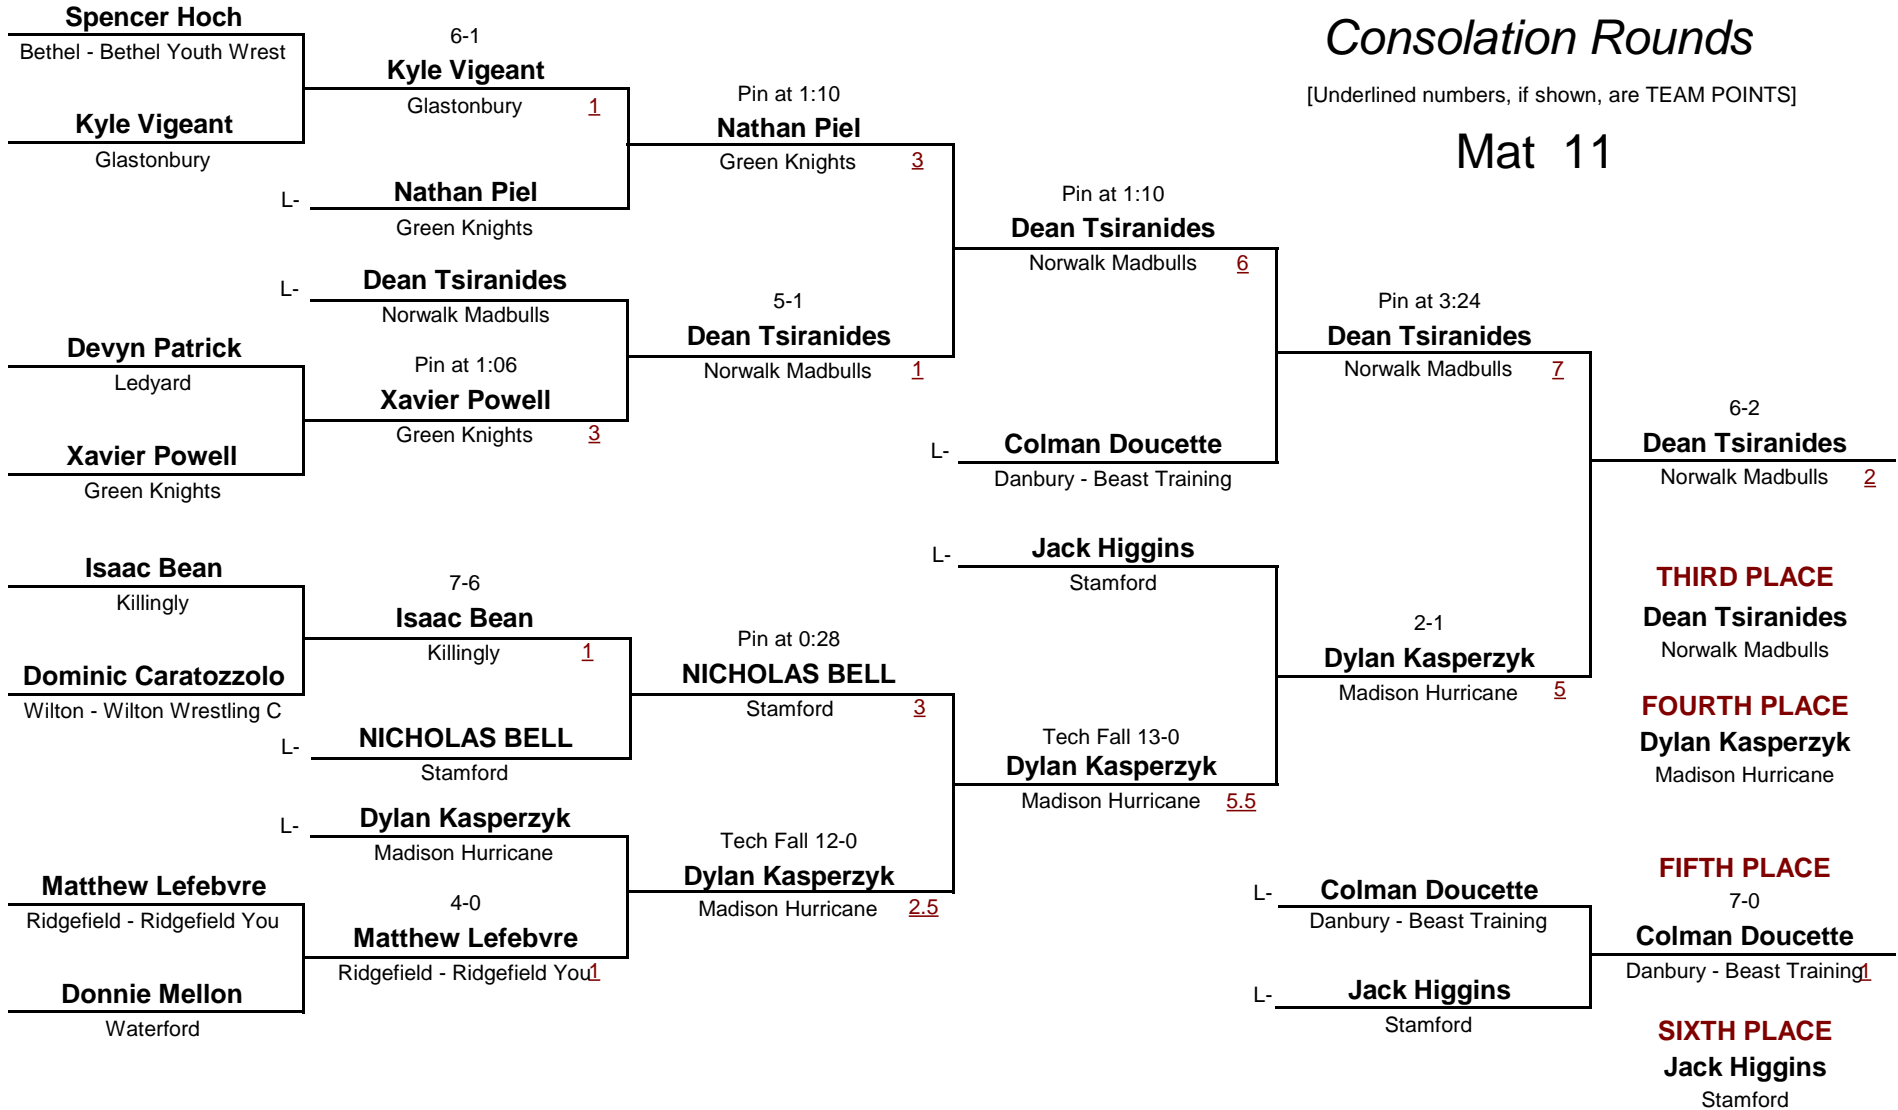 Consolation Rounds
[Underlined numbers, if shown, are TEAM POINTS]
Mat 11
Spencer Hoch
Bethel - Bethel Youth Wrest
Kyle Vigeant
Glastonbury
Devyn Patrick
Ledyard
Xavier Powell
Green Knights
Isaac Bean
Killingly
Dominic Caratozzolo
Wilton - Wilton Wrestling C
Matthew Lefebvre
Ridgefield - Ridgefield You
Donnie Mellon
Waterford
6-1
Kyle Vigeant
Glastonbury 1
L- Nathan Piel
Green Knights
L- Dean Tsiranides
Norwalk Madbulls
Pin at 1:06
Xavier Powell
Green Knights 3
7-6
Isaac Bean
Killingly 1
L- NICHOLAS BELL
Stamford
L- Dylan Kasperzyk
Madison Hurricane
4-0
Matthew Lefebvre
Ridgefield - Ridgefield You 1
Pin at 1:10
Nathan Piel
Green Knights 3
5-1
Dean Tsiranides
Norwalk Madbulls 1
Pin at 0:28
NICHOLAS BELL
Stamford 3
Tech Fall 12-0
Dylan Kasperzyk
Madison Hurricane 2.5
Pin at 1:10
Dean Tsiranides
Norwalk Madbulls 6
L- Colman Doucette
Danbury - Beast Training
L- Jack Higgins
Stamford
Tech Fall 13-0
Dylan Kasperzyk
Madison Hurricane 5.5
Pin at 3:24
Dean Tsiranides
Norwalk Madbulls 7
2-1
Dylan Kasperzyk
Madison Hurricane 5
L- Colman Doucette
Danbury - Beast Training
L- Jack Higgins
Stamford
6-2
Dean Tsiranides
Norwalk Madbulls 2
THIRD PLACE
Dean Tsiranides
Norwalk Madbulls
FOURTH PLACE
Dylan Kasperzyk
Madison Hurricane
FIFTH PLACE
7-0
Colman Doucette
Danbury - Beast Training 1
SIXTH PLACE
Jack Higgins
Stamford